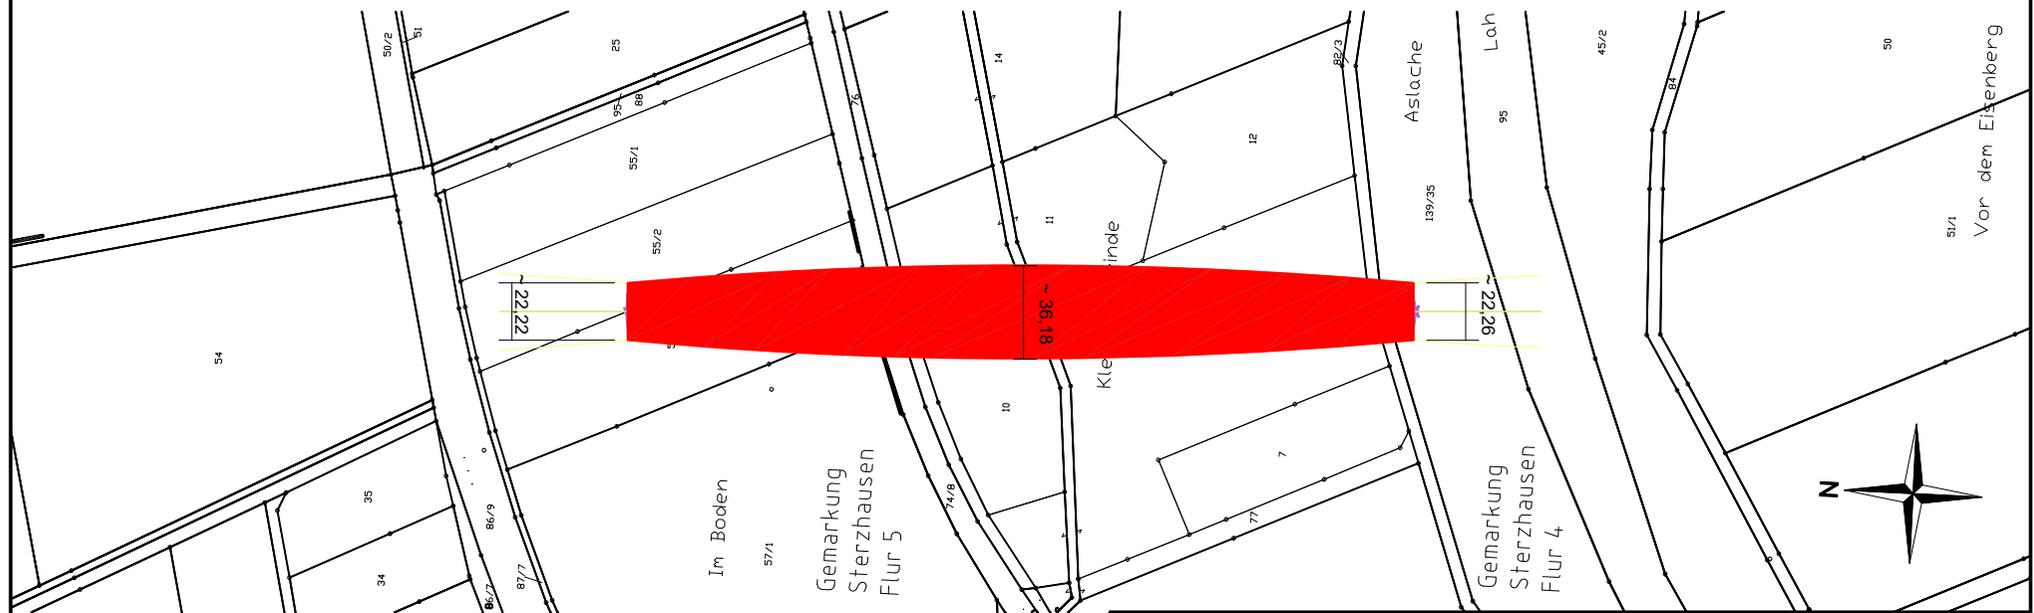 50/2
51
25
95
88
55/1
55/2
54
76
14
12
11
82/3
Aslache
Lah
95
139/35
45/2
84
50
51/1
Vor dem Eisenberg
~ 22,22
~ 36,18
~ 22,26
Kle
inde
10
7
77
74/8
35
34
86/9
86/7
87/7
Im Boden
57/1
Gemarkung
Sterzhausen
Flur 5
Gemarkung
Sterzhausen
Flur 4
N